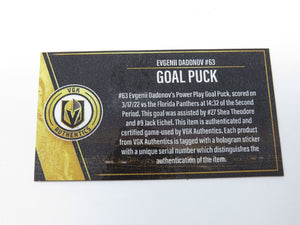 EVGENII DADONOV #63
GOAL PUCK
VGK
AUTHENTICS
#63 Evgenii Dadonov's Power Play Goal Puck, scored on
3/17/22 vs the Florida Panthers at 14:32 of the Second
Period. This goal was assisted by #27 Shea Theodore
and #9 Jack Eichel. This item is authenticated and
certified game-used by VGK Authentics. Each product
from VGK Authentics is tagged with a hologram sticker
with a unique serial number which distinguishes the
authentication of the item.